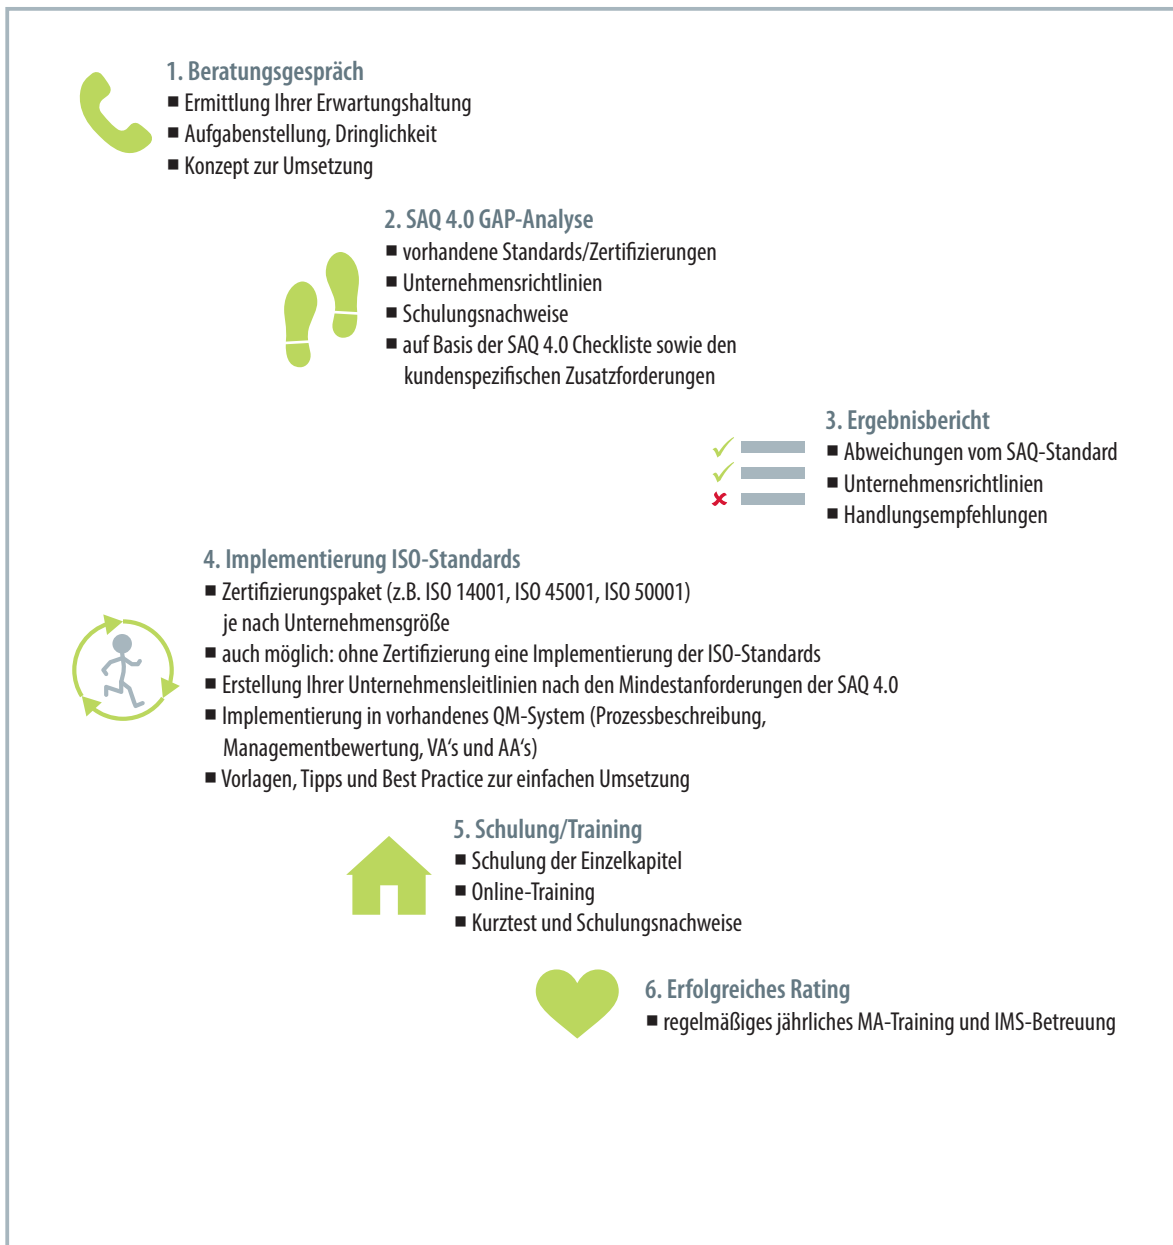 1. Beratungsgespräch
■ Ermittlung Ihrer Erwartungshaltung
■ Aufgabenstellung, Dringlichkeit
■ Konzept zur Umsetzung
2. SAQ 4.0 GAP-Analyse
■ vorhandene Standards/Zertifizierungen
■ Unternehmensrichtlinien
■ Schulungsnachweise
■ auf Basis der SAQ 4.0 Checkliste sowie den
kundenspezifischen Zusatzforderungen
3. Ergebnisbericht
■ Abweichungen vom SAQ-Standard
■ Unternehmensrichtlinien
■ Handlungsempfehlungen
4. Implementierung ISO-Standards
■ Zertifizierungspaket (z.B. ISO 14001, ISO 45001, ISO 50001)
je nach Unternehmensgröße
■ auch möglich: ohne Zertifizierung eine Implementierung der ISO-Standards
■ Erstellung Ihrer Unternehmensleitlinien nach den Mindestanforderungen der SAQ 4.0
■ Implementierung in vorhandenes QM-System (Prozessbeschreibung,
Managementbewertung, VA‘s und AA‘s)
■ Vorlagen, Tipps und Best Practice zur einfachen Umsetzung
5. Schulung/Training
■ Schulung der Einzelkapitel
■ Online-Training
■ Kurztest und Schulungsnachweise
6. Erfolgreiches Rating
■ regelmäßiges jährliches MA-Training und IMS-Betreuung